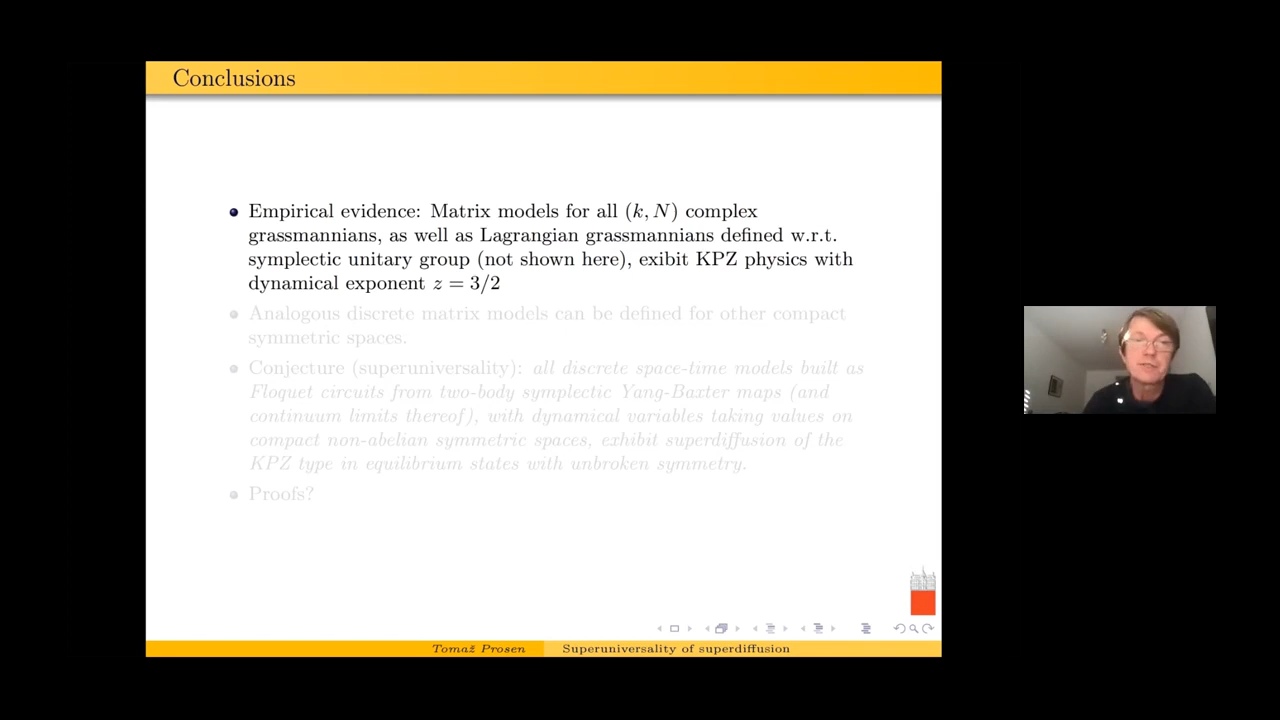 Conclusions
Empirical evidence: Matrix models for all (k, N) complex
grassmannians, as well as Lagrangian grassmannians defined w.r.t.
symplectic unitary group (not shown here), exibit KPZ physics with
dynamical exponent z = 3/2
Analogous discrete matrix models can be defined for other compact
symmetric spaces.
Conjecture (superuniversality): all discrete space-time models built as
Floquet circuits from two-body symplectic Yang-Baxter maps (and
continuum limits thereof), with dynamical variables taking values on
compact non-abelian symmetric spaces, exhibit superdiffusion of the
KPZ type in equilibrium states with unbroken symmetry.
Proofs?
Tomaž Prosen
Superuniversality of superdiffusion